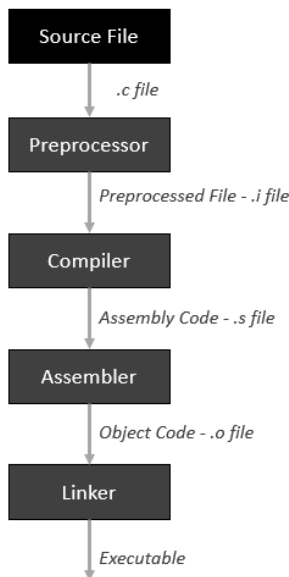 Source File
.c file
Preprocessor
Preprocessed File - .i file
Compiler
Assembly Code - .s file
Assembler
Object Code - .o file
Linker
Executable